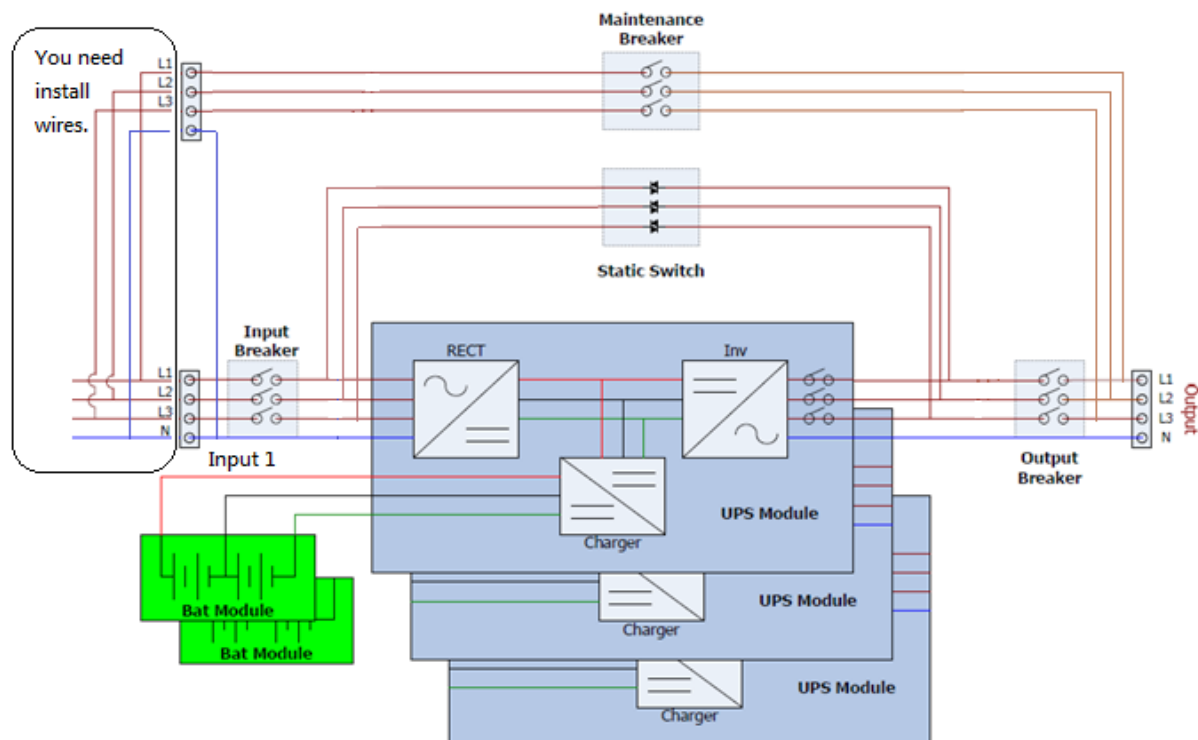 Maintenance
Breaker
You need
install
wires.
L1
L2
L3
Static Switch
Input
Breaker
RECT
Inv
L1
L2
L3
N
L1
L2
L3
N
Output
Input 1
Output
Breaker
UPS Module
Charger
Bat Module
UPS Module
Charger
Bat Module
UPS Module
Charger